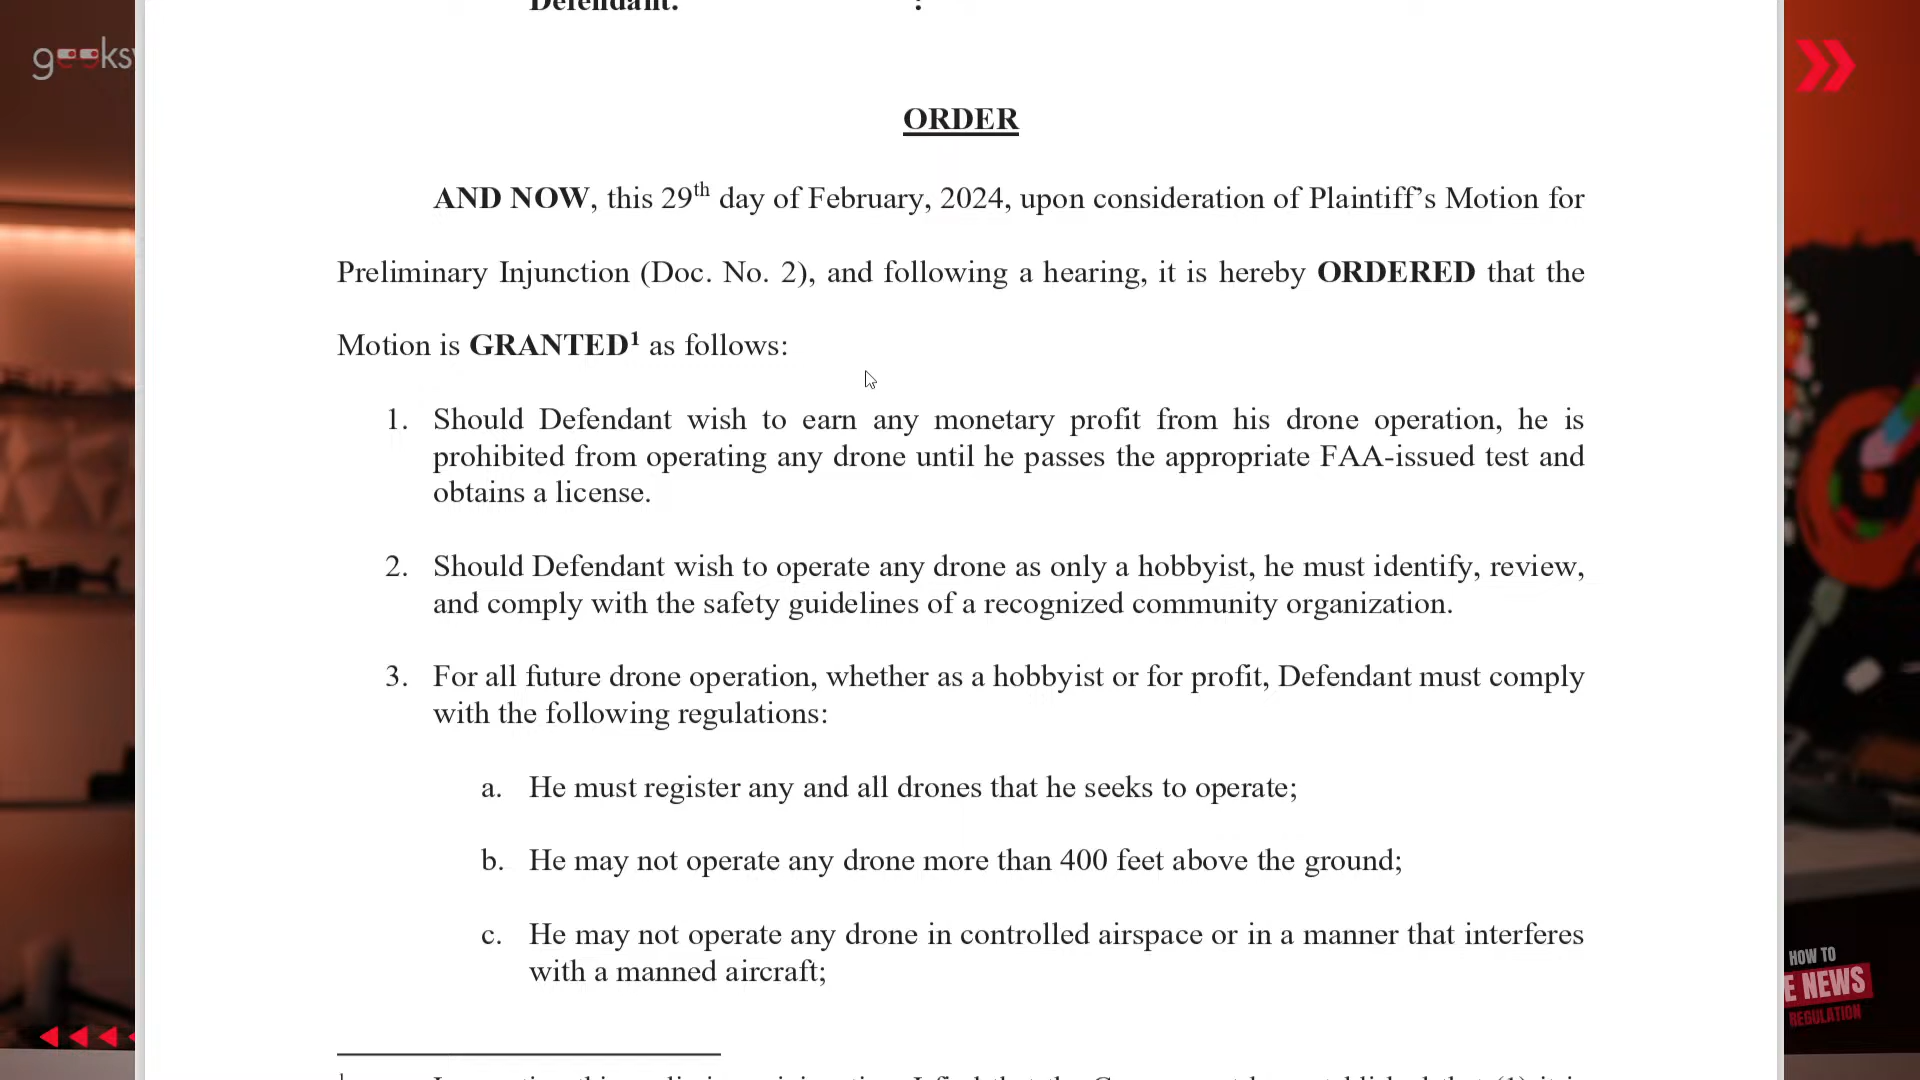 Defendant. :
geeks
ORDER
AND NOW, this 29th day of February, 2024, upon consideration of Plaintiff's Motion for
Preliminary Injunction (Doc. No. 2), and following a hearing, it is hereby ORDERED that the
Motion is GRANTED1 as follows:
1. Should Defendant wish to earn any monetary profit from his drone operation, he is
prohibited from operating any drone until he passes the appropriate FAA-issued test and
obtains a license.
2. Should Defendant wish to operate any drone as only a hobbyist, he must identify, review,
and comply with the safety guidelines of a recognized community organization.
3. For all future drone operation, whether as a hobbyist or for profit, Defendant must comply
with the following regulations:
a. He must register any and all drones that he seeks to operate;
b. He may not operate any drone more than 400 feet above the ground;
c. He may not operate any drone in controlled airspace or in a manner that interferes
with a manned aircraft;
HOW TO
E NEWS
REGULATION